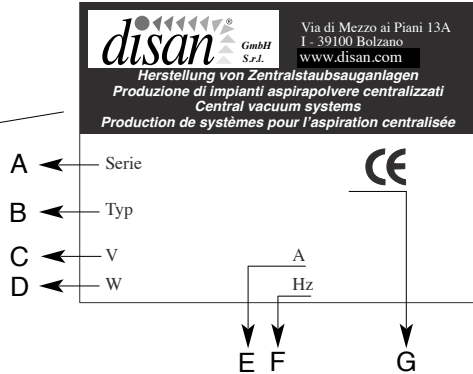 disan® GmbH S.r.l.
Via di Mezzo ai Piani 13A
I - 39100 Bolzano
www.disan.com
Herstellung von Zentralstaubsauganlagen
Produzione di impianti aspirapolvere centralizzati
Central vacuum systems
Production de systèmes pour l'aspiration centralisée
A Serie
CE
B Typ
C V
A
D W
Hz
E F G